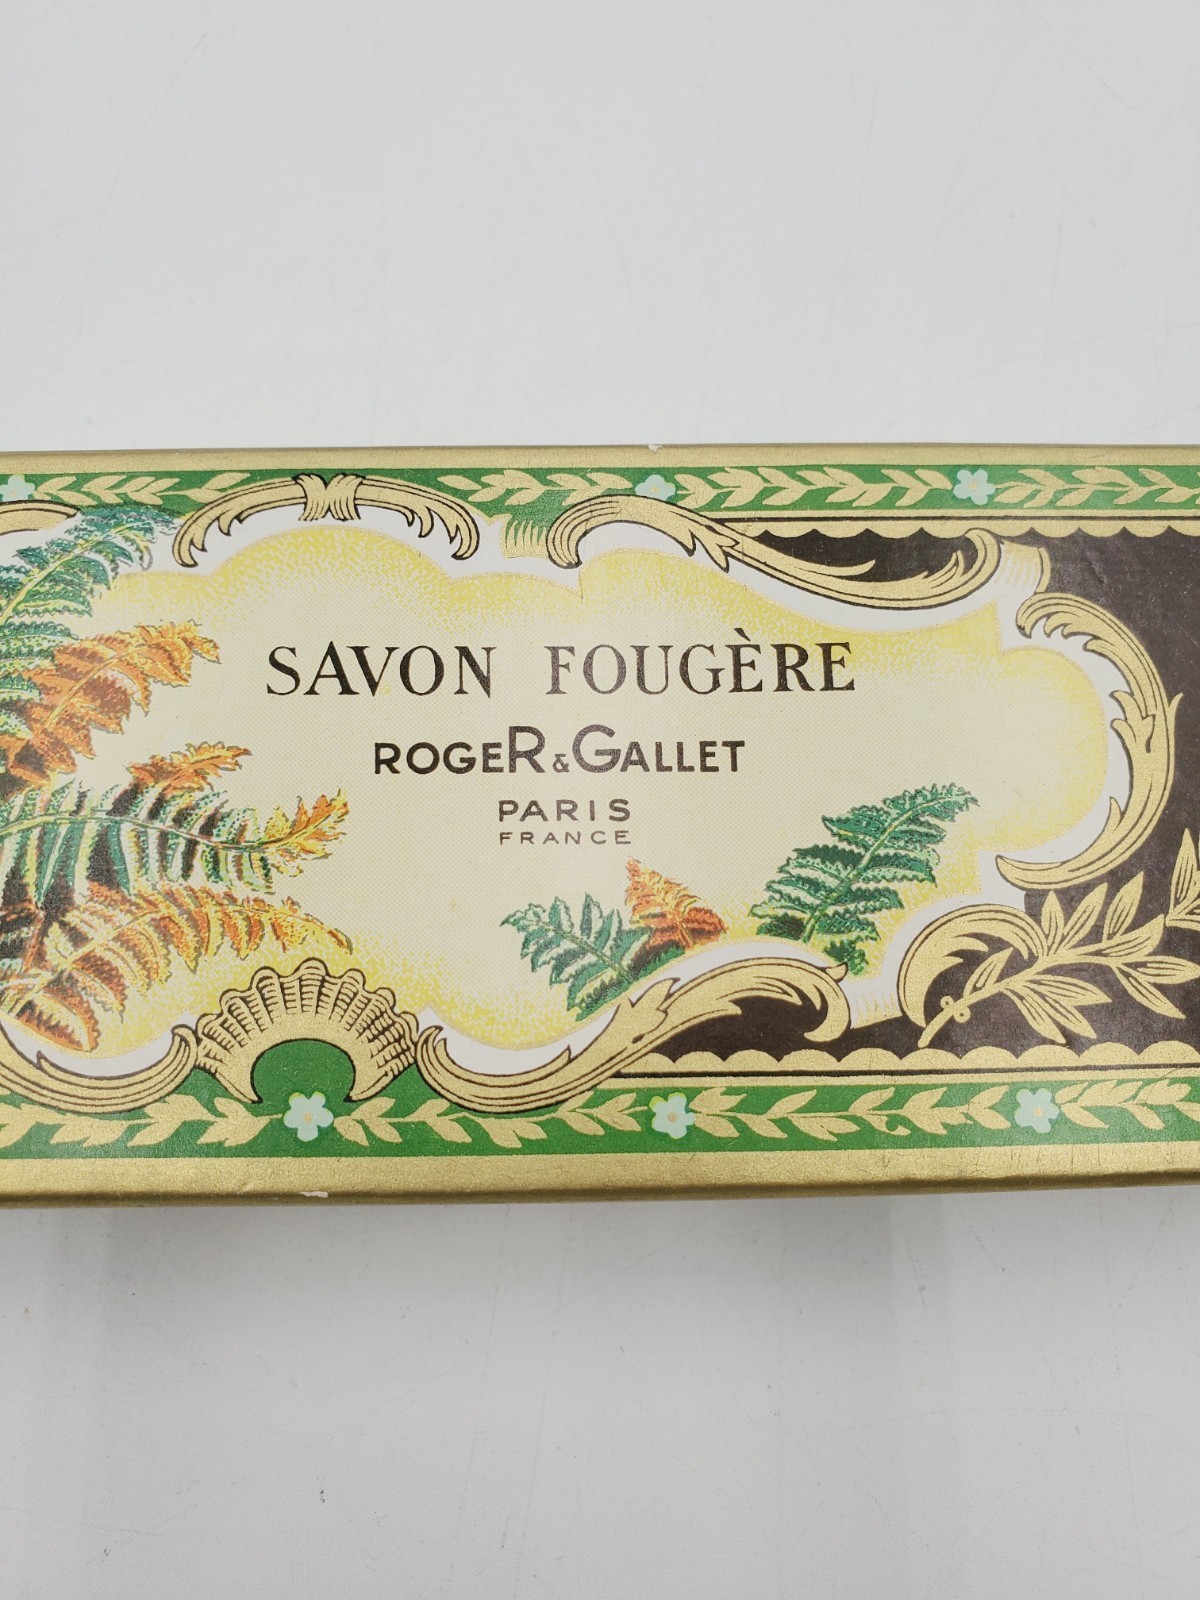 SAVON FOUGÈRE
ROGER & GALLET
PARIS
FRANCE